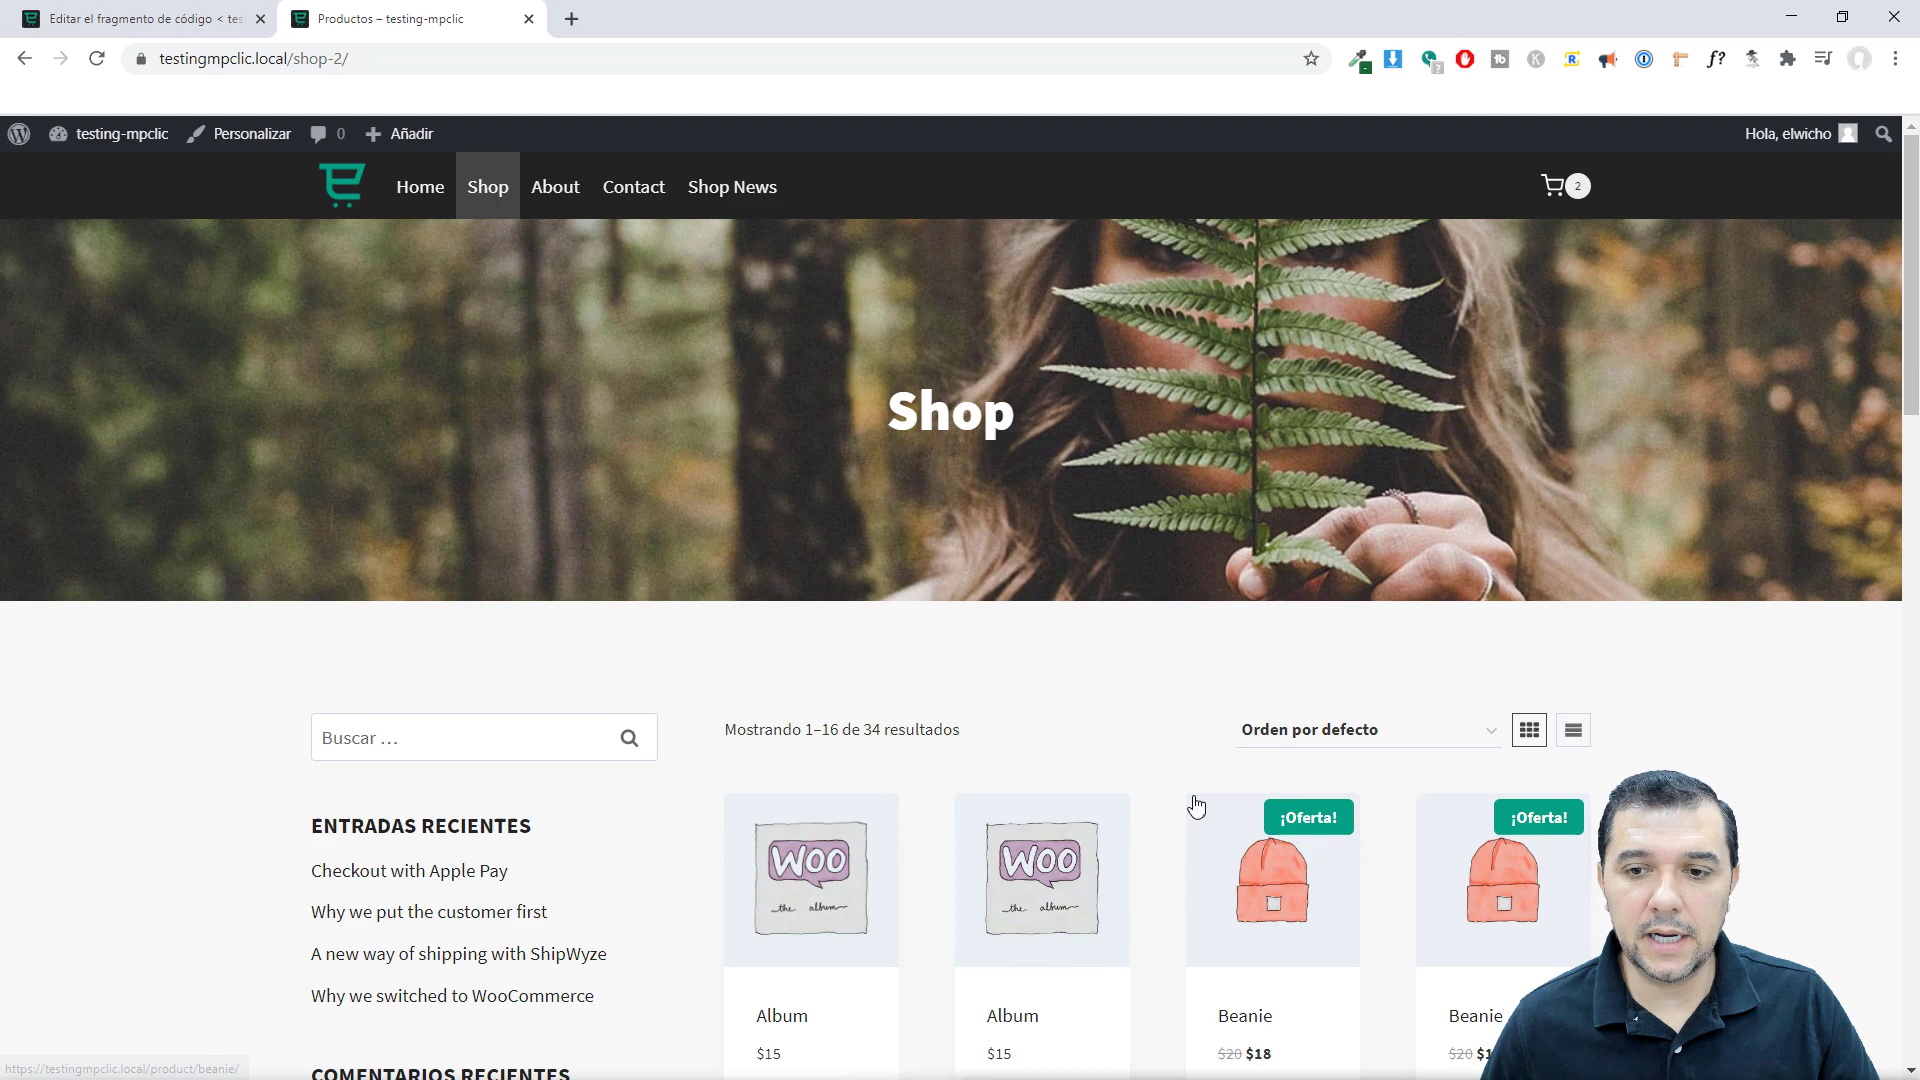 Editar el fragmento de código < tes
Productos – testing-mpclic
testingmpclic.local/shop-2/
testing-mpclic
Personalizar
0
Añadir
Hola, elwicho
Home
Shop
About
Contact
Shop News
2
Shop
Buscar …
Mostrando 1–16 de 34 resultados
Orden por defecto
ENTRADAS RECIENTES
Checkout with Apple Pay
Why we put the customer first
A new way of shipping with ShipWyze
Why we switched to WooCommerce
COMENTARIOS RECIENTES
WOO
the album
WOO
the album
¡Oferta!
¡Oferta!
Album
Album
Beanie
Beanie
$15
$15
$20 $18
$20
https://testingmpclic.local/product/beanie/